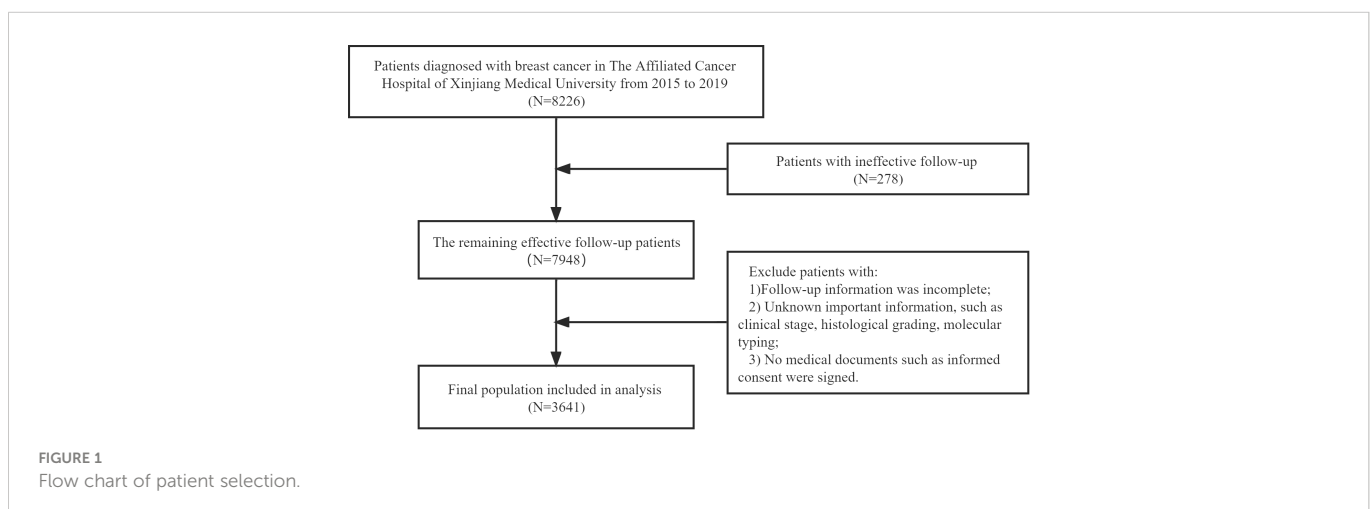 Patients diagnosed with breast cancer in The Affiliated Cancer
Hospital of Xinjiang Medical University from 2015 to 2019
(N=8226)
Patients with ineffective follow-up
(N=278)
The remaining effective follow-up patients
(N=7948)
Exclude patients with:
1)Follow-up information was incomplete;
2) Unknown important information, such as
clinical stage, histological grading, molecular
typing;
3) No medical documents such as informed
consent were signed.
Final population included in analysis
(N=3641)
FIGURE 1
Flow chart of patient selection.